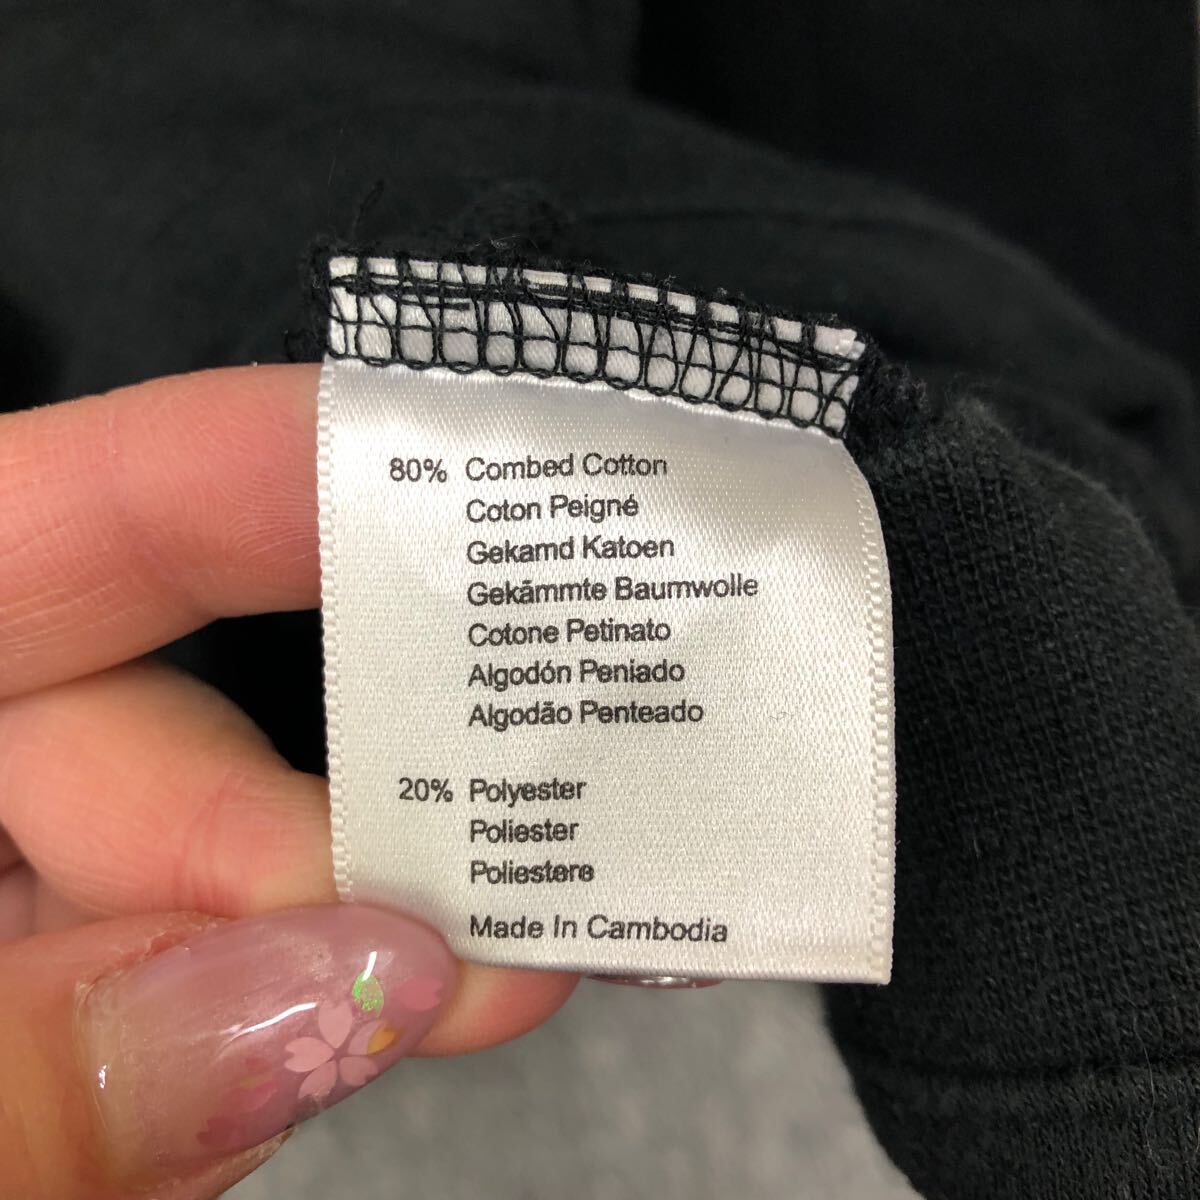 80% Combed Cotton
Coton Peigné
Gekamd Katoen
Gekämmte Baumwolle
Cotone Petinato
Algodón Peniado
Algodão Penteado
20% Polyester
Poliester
Poliestere
Made In Cambodia